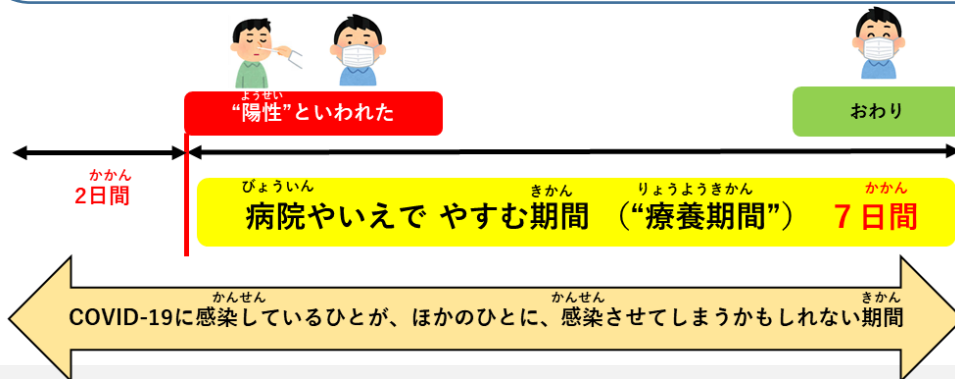 ようせい
“陽性”といわれた
おわり
かかん
2日間
びょういん きかん りょうようきかん かかん
病院やいえで やすむ期間 （“療養期間”） 7日間
かんせん かんせん きかん
COVID-19に感染しているひとが、ほかのひとに、感染させてしまうかもしれない期間